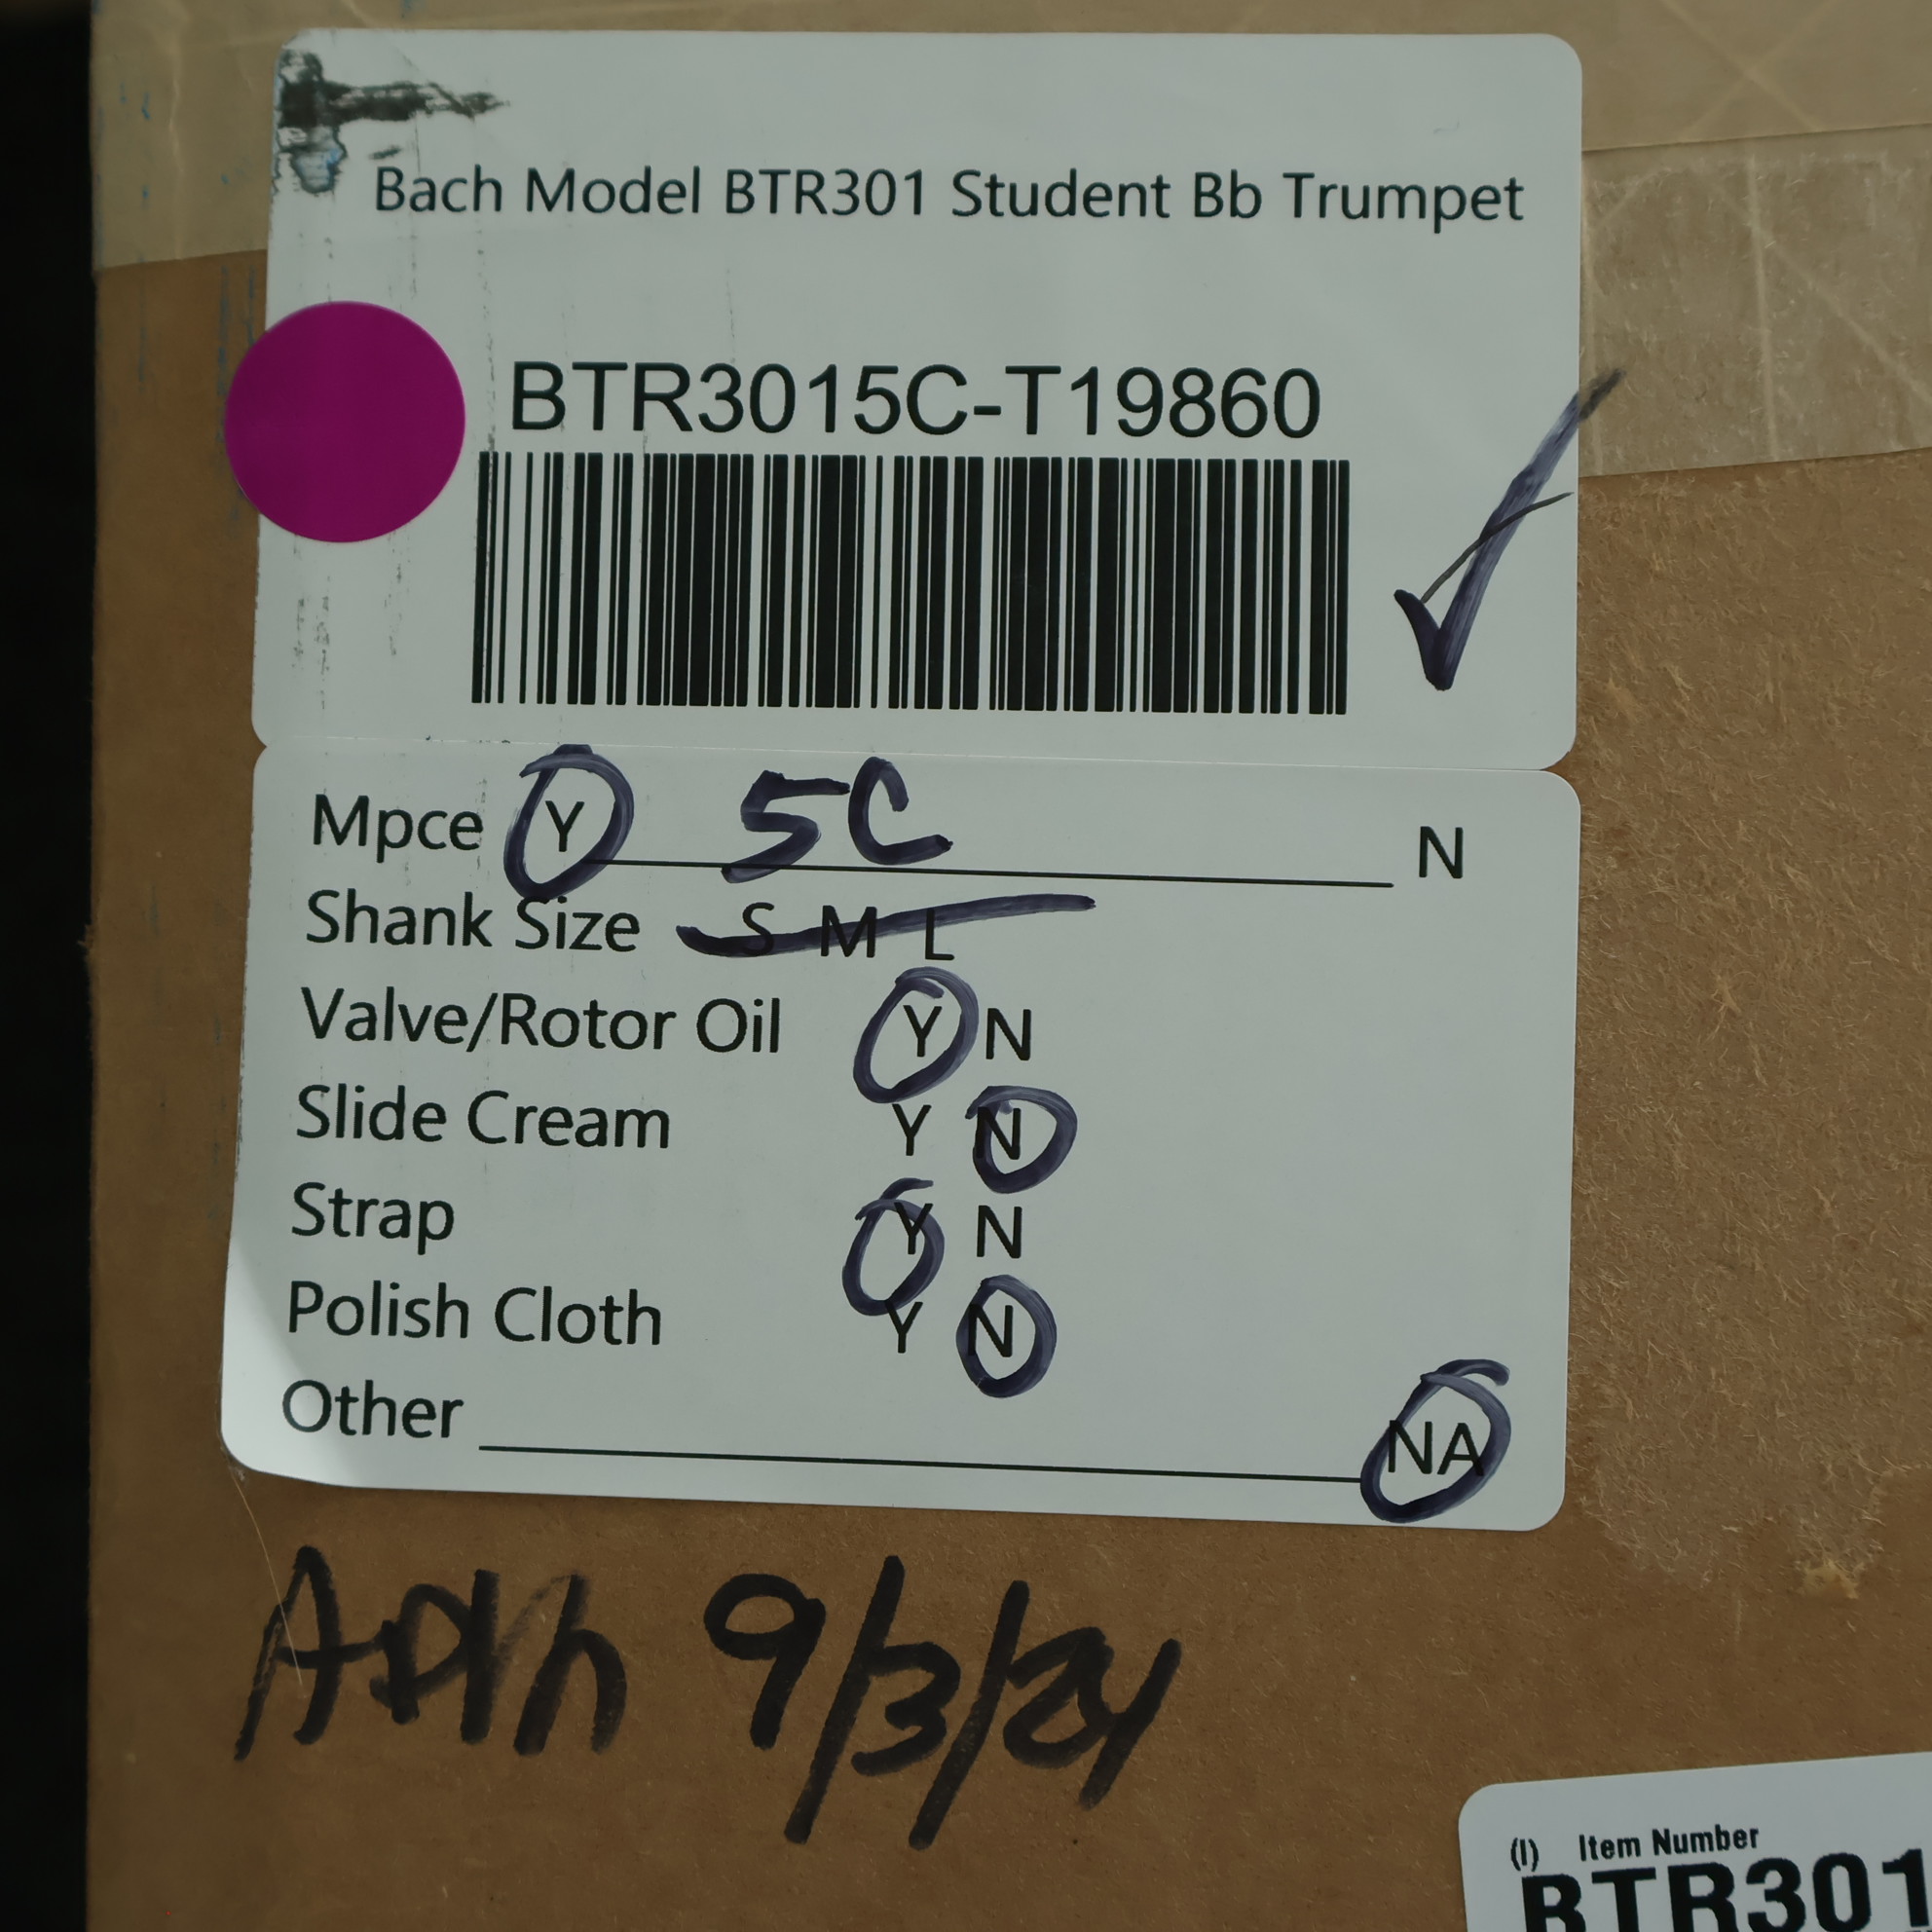 Bach Model BTR301 Student Bb Trumpet
BTR3015C-T19860
Mpce Y 5C N
Shank Size S M L
Valve/Rotor Oil Y N
Slide Cream Y N
Strap Y N
Polish Cloth Y N
Other NA
9/3/21
(I) Item Number
BTR301